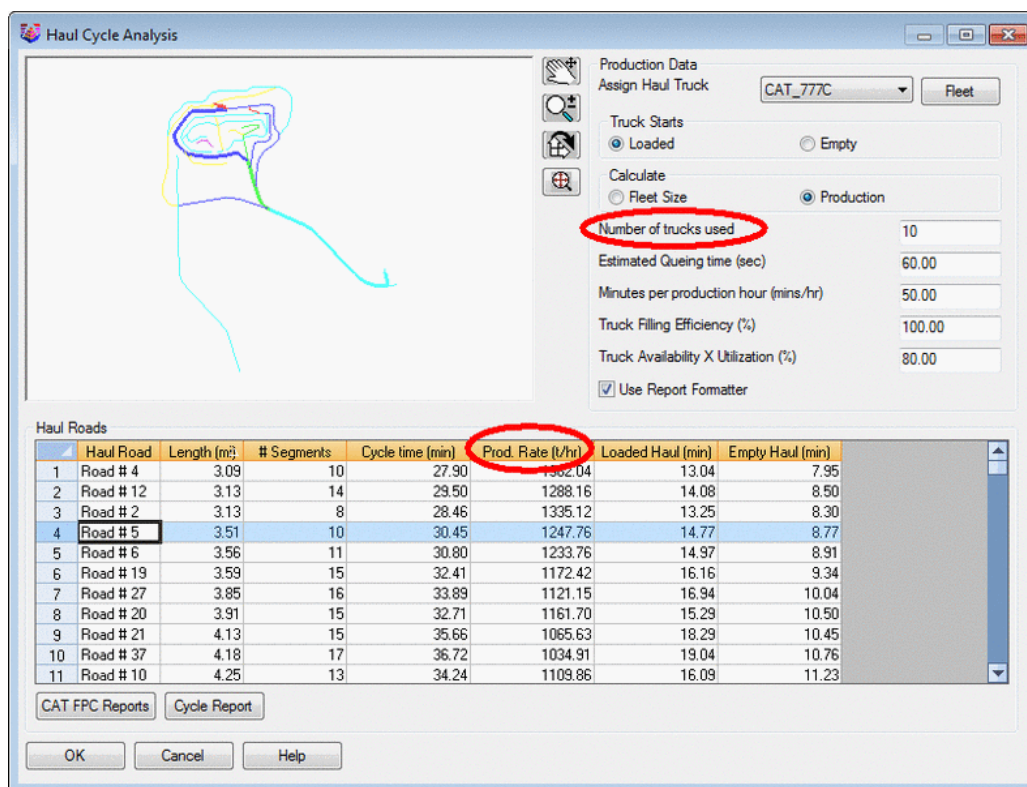 Haul Cycle Analysis
Production Data
Assign Haul Truck CAT_777C Fleet
Truck Starts
Loaded Empty
Calculate
Fleet Size Production
Number of trucks used 10
Estimated Queing time (sec) 60.00
Minutes per production hour (mins/hr) 50.00
Truck Filling Efficiency (%) 100.00
Truck Availability X Utilization (%) 80.00
Use Report Formatter
Haul Roads
Haul Road Length (mi) # Segments Cycle time (min) Prod. Rate (t/hr) Loaded Haul (min) Empty Haul (min)
1 Road # 4 3.09 10 27.90 1362.04 13.04 7.95
2 Road # 12 3.13 14 29.50 1288.16 14.08 8.50
3 Road # 2 3.13 8 28.46 1335.12 13.25 8.30
4 Road # 5 3.51 10 30.45 1247.76 14.77 8.77
5 Road # 6 3.56 11 30.80 1233.76 14.97 8.91
6 Road # 19 3.59 15 32.41 1172.42 16.16 9.34
7 Road # 27 3.85 16 33.89 1121.15 16.94 10.04
8 Road # 20 3.91 15 32.71 1161.70 15.29 10.50
9 Road # 21 4.13 15 35.66 1065.63 18.29 10.45
10 Road # 37 4.18 17 36.72 1034.91 19.04 10.76
11 Road # 10 4.25 13 34.24 1109.86 16.09 11.23
CAT FPC Reports Cycle Report
OK Cancel Help